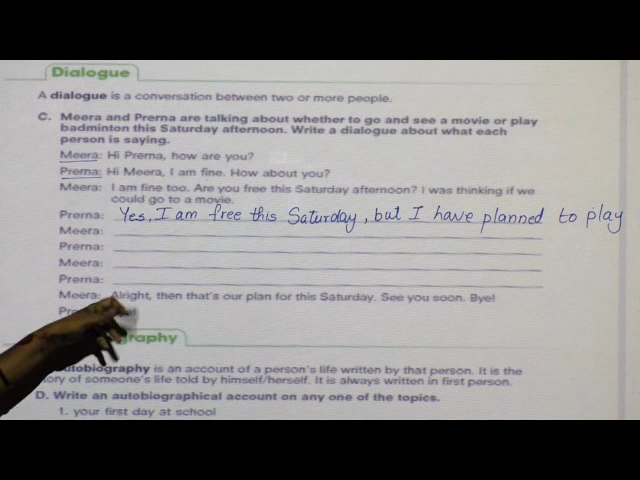 Dialogue
A dialogue is a conversation between two or more people.
C. Meera and Prerna are talking about whether to go and see a movie or play
badminton this Saturday afternoon. Write a dialogue about what each
person is saying.
Meera: Hi Prerna, how are you?
Prerna: Hi Meera, I am fine. How about you?
Meera: I am fine too. Are you free this Saturday afternoon? I was thinking if we
could go to a movie.
Prerna: Yes, I am free this Saturday, but I have planned to play
Meera:
Prerna:
Meera:
Prerna:
Meera: Alright, then that's our plan for this Saturday. See you soon. Bye!
autobiography is an account of a person's life written by that person. It is the
story of someone's life told by himself/herself. It is always written in first person.
D. Write an autobiographical account on any one of the topics.
1. your first day at school